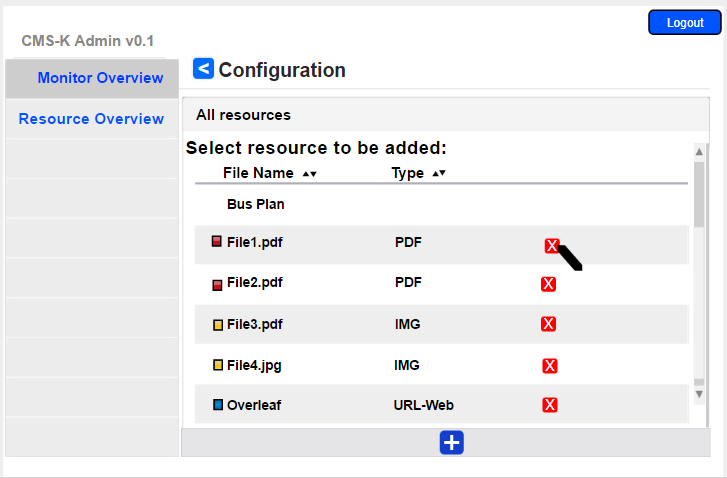 Logout
CMS-K Admin v0.1
Monitor Overview
Resource Overview
< Configuration
All resources
Select resource to be added:
File Name ▲▼ Type ▲▼
Bus Plan
File1.pdf PDF X
File2.pdf PDF X
File3.pdf IMG X
File4.jpg IMG X
Overleaf URL-Web X
+